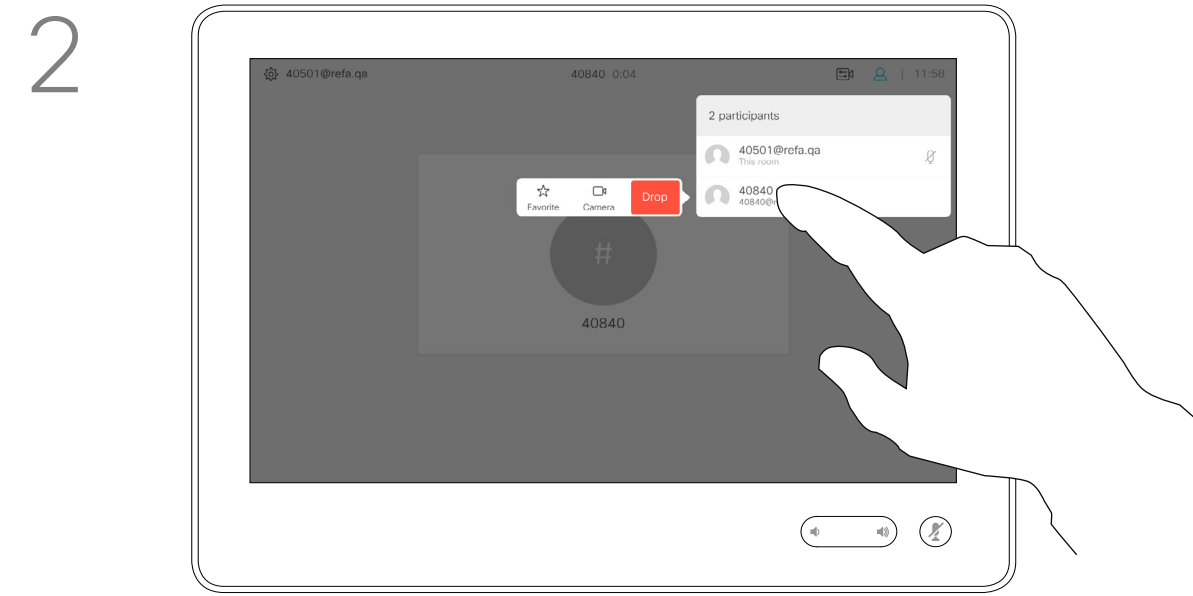 2
40501@refa.qa
40840 0:04
| 11:58
2 participants
40501@refa.qa
This room
40840
Favorite
Camera
Drop
#
40840